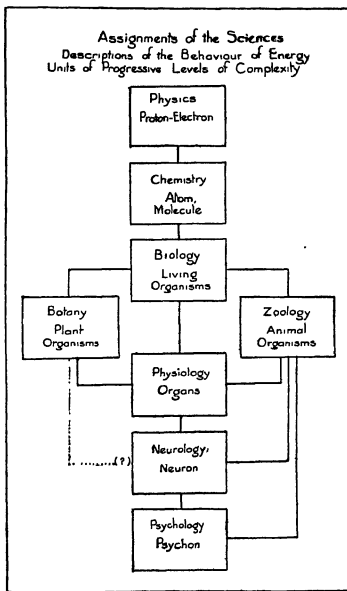 Assignments of the Sciences
Descriptions of the Behaviour of Energy
Units of Progressive Levels of Complexity
Physics
Proton-Electron
Chemistry
Atom,
Molecule
Biology
Living
Organisms
Botany
Plant
Organisms
Zoology
Animal
Organisms
Physiology
Organs
(?)
Neurology,
Neuron
Psychology
Psychon